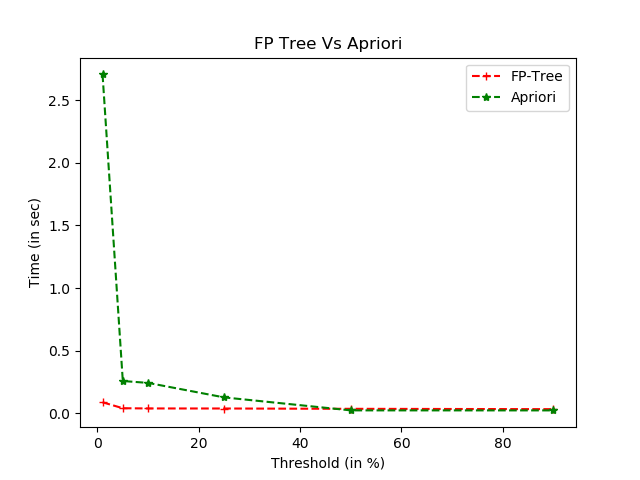 FP Tree Vs Apriori
FP-Tree
Apriori
Time (in sec)
2.5
2.0
1.5
1.0
0.5
0.0
0 20 40 60 80
Threshold (in %)